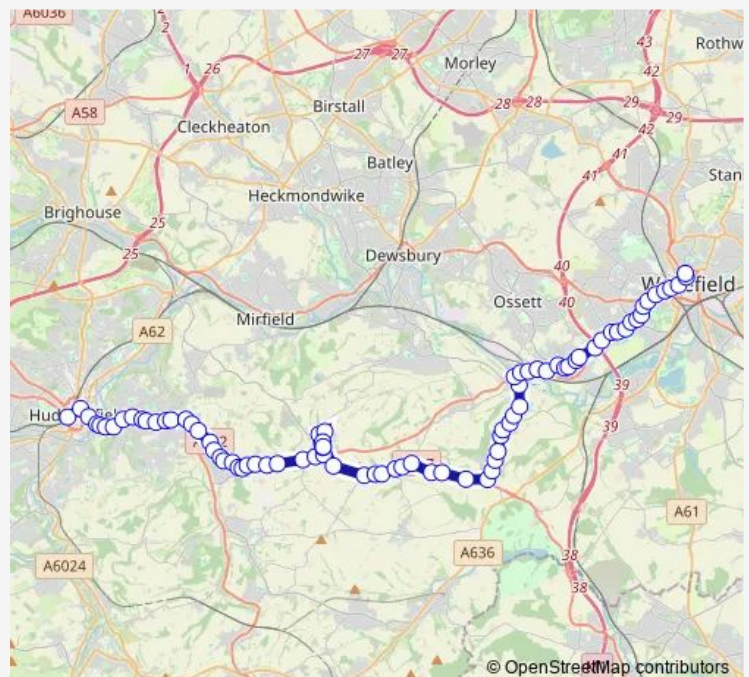 A6036
2
2
43
Rothw
27
27
1
26
Morley
42
Birstall
28
28
29
29
A58
42
Cleckheaton
41
Batley
41
Stan
Heckmondwike
Brighouse
25
25
Dewsbury
40
W
efield
Ossett
40
Mirfield
A62
39
Hud
39
A61
A636
38
A6024
38
© OpenStreetMap contributors